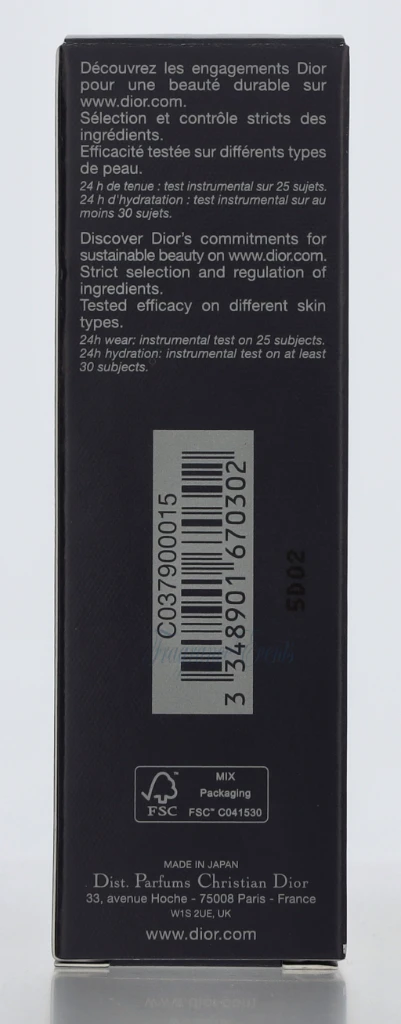 Découvrez les engagements Dior
pour une beauté durable sur
www.dior.com.
Sélection et contrôle stricts des
ingrédients.
Efficacité testée sur différents types
de peau.
24 h de tenue : test instrumental sur 25 sujets.
24 h d'hydratation : test instrumental sur au
moins 30 sujets.
Discover Dior's commitments for
sustainable beauty on www.dior.com.
Strict selection and regulation of
ingredients.
Tested efficacy on different skin
types.
24h wear: instrumental test on 25 subjects.
24h hydration: instrumental test on at least
30 subjects.
C037900015
3 348901 670302
5D02
MIX
Packaging
FSC FSC™ C041530
MADE IN JAPAN
Dist. Parfums Christian Dior
33, avenue Hoche - 75008 Paris - France
W1S 2UE, UK
www.dior.com